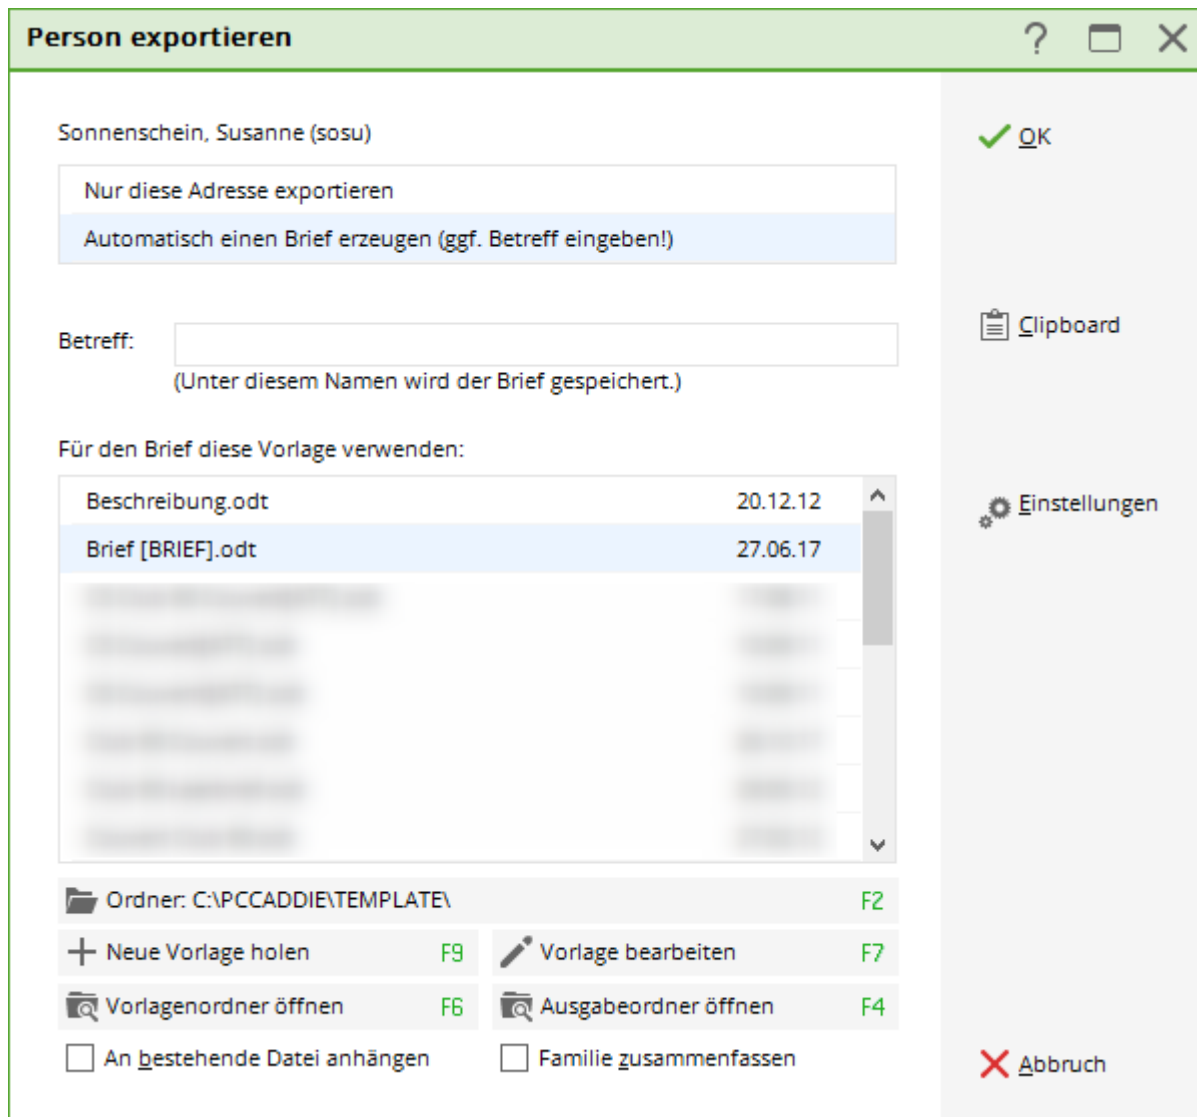 Person exportieren
Sonnenschein, Susanne (sosu)
OK
Nur diese Adresse exportieren
Automatisch einen Brief erzeugen (ggf. Betreff eingeben!)
Clipboard
Betreff:
(Unter diesem Namen wird der Brief gespeichert.)
Für den Brief diese Vorlage verwenden:
Beschreibung.odt 20.12.12
Einstellungen
Brief [BRIEF].odt 27.06.17
Ordner: C:\PCCADDIE\TEMPLATE\ F2
Neue Vorlage holen F9 Vorlage bearbeiten F7
Vorlagenordner öffnen F6 Ausgabeordner öffnen F4
An bestehende Datei anhängen Familie zusammenfassen
Abbruch